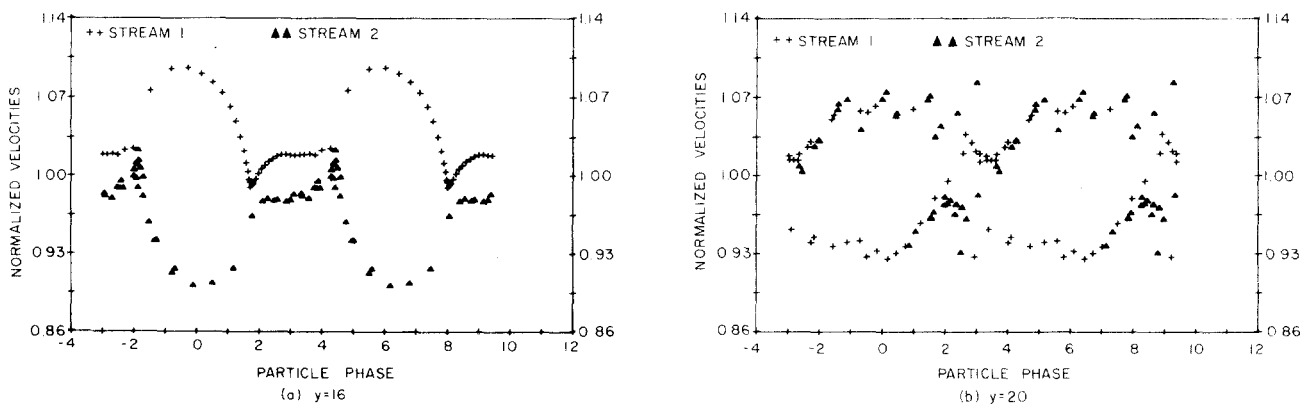 1.14
1.07
1.00
0.93
0.86
NORMALIZED VELOCITIES
++ STREAM 1
▲▲ STREAM 2
1.14
1.07
1.00
0.93
0.86
-4 -2 0 2 4 6 8 10 12
PARTICLE PHASE
(a) y=16
1.14
1.07
1.00
0.93
0.86
NORMALIZED VELOCITIES
++ STREAM 1
▲▲ STREAM 2
1.14
1.07
1.00
0.93
0.86
-4 -2 0 2 4 6 8 10 12
PARTICLE PHASE
(b) y=20